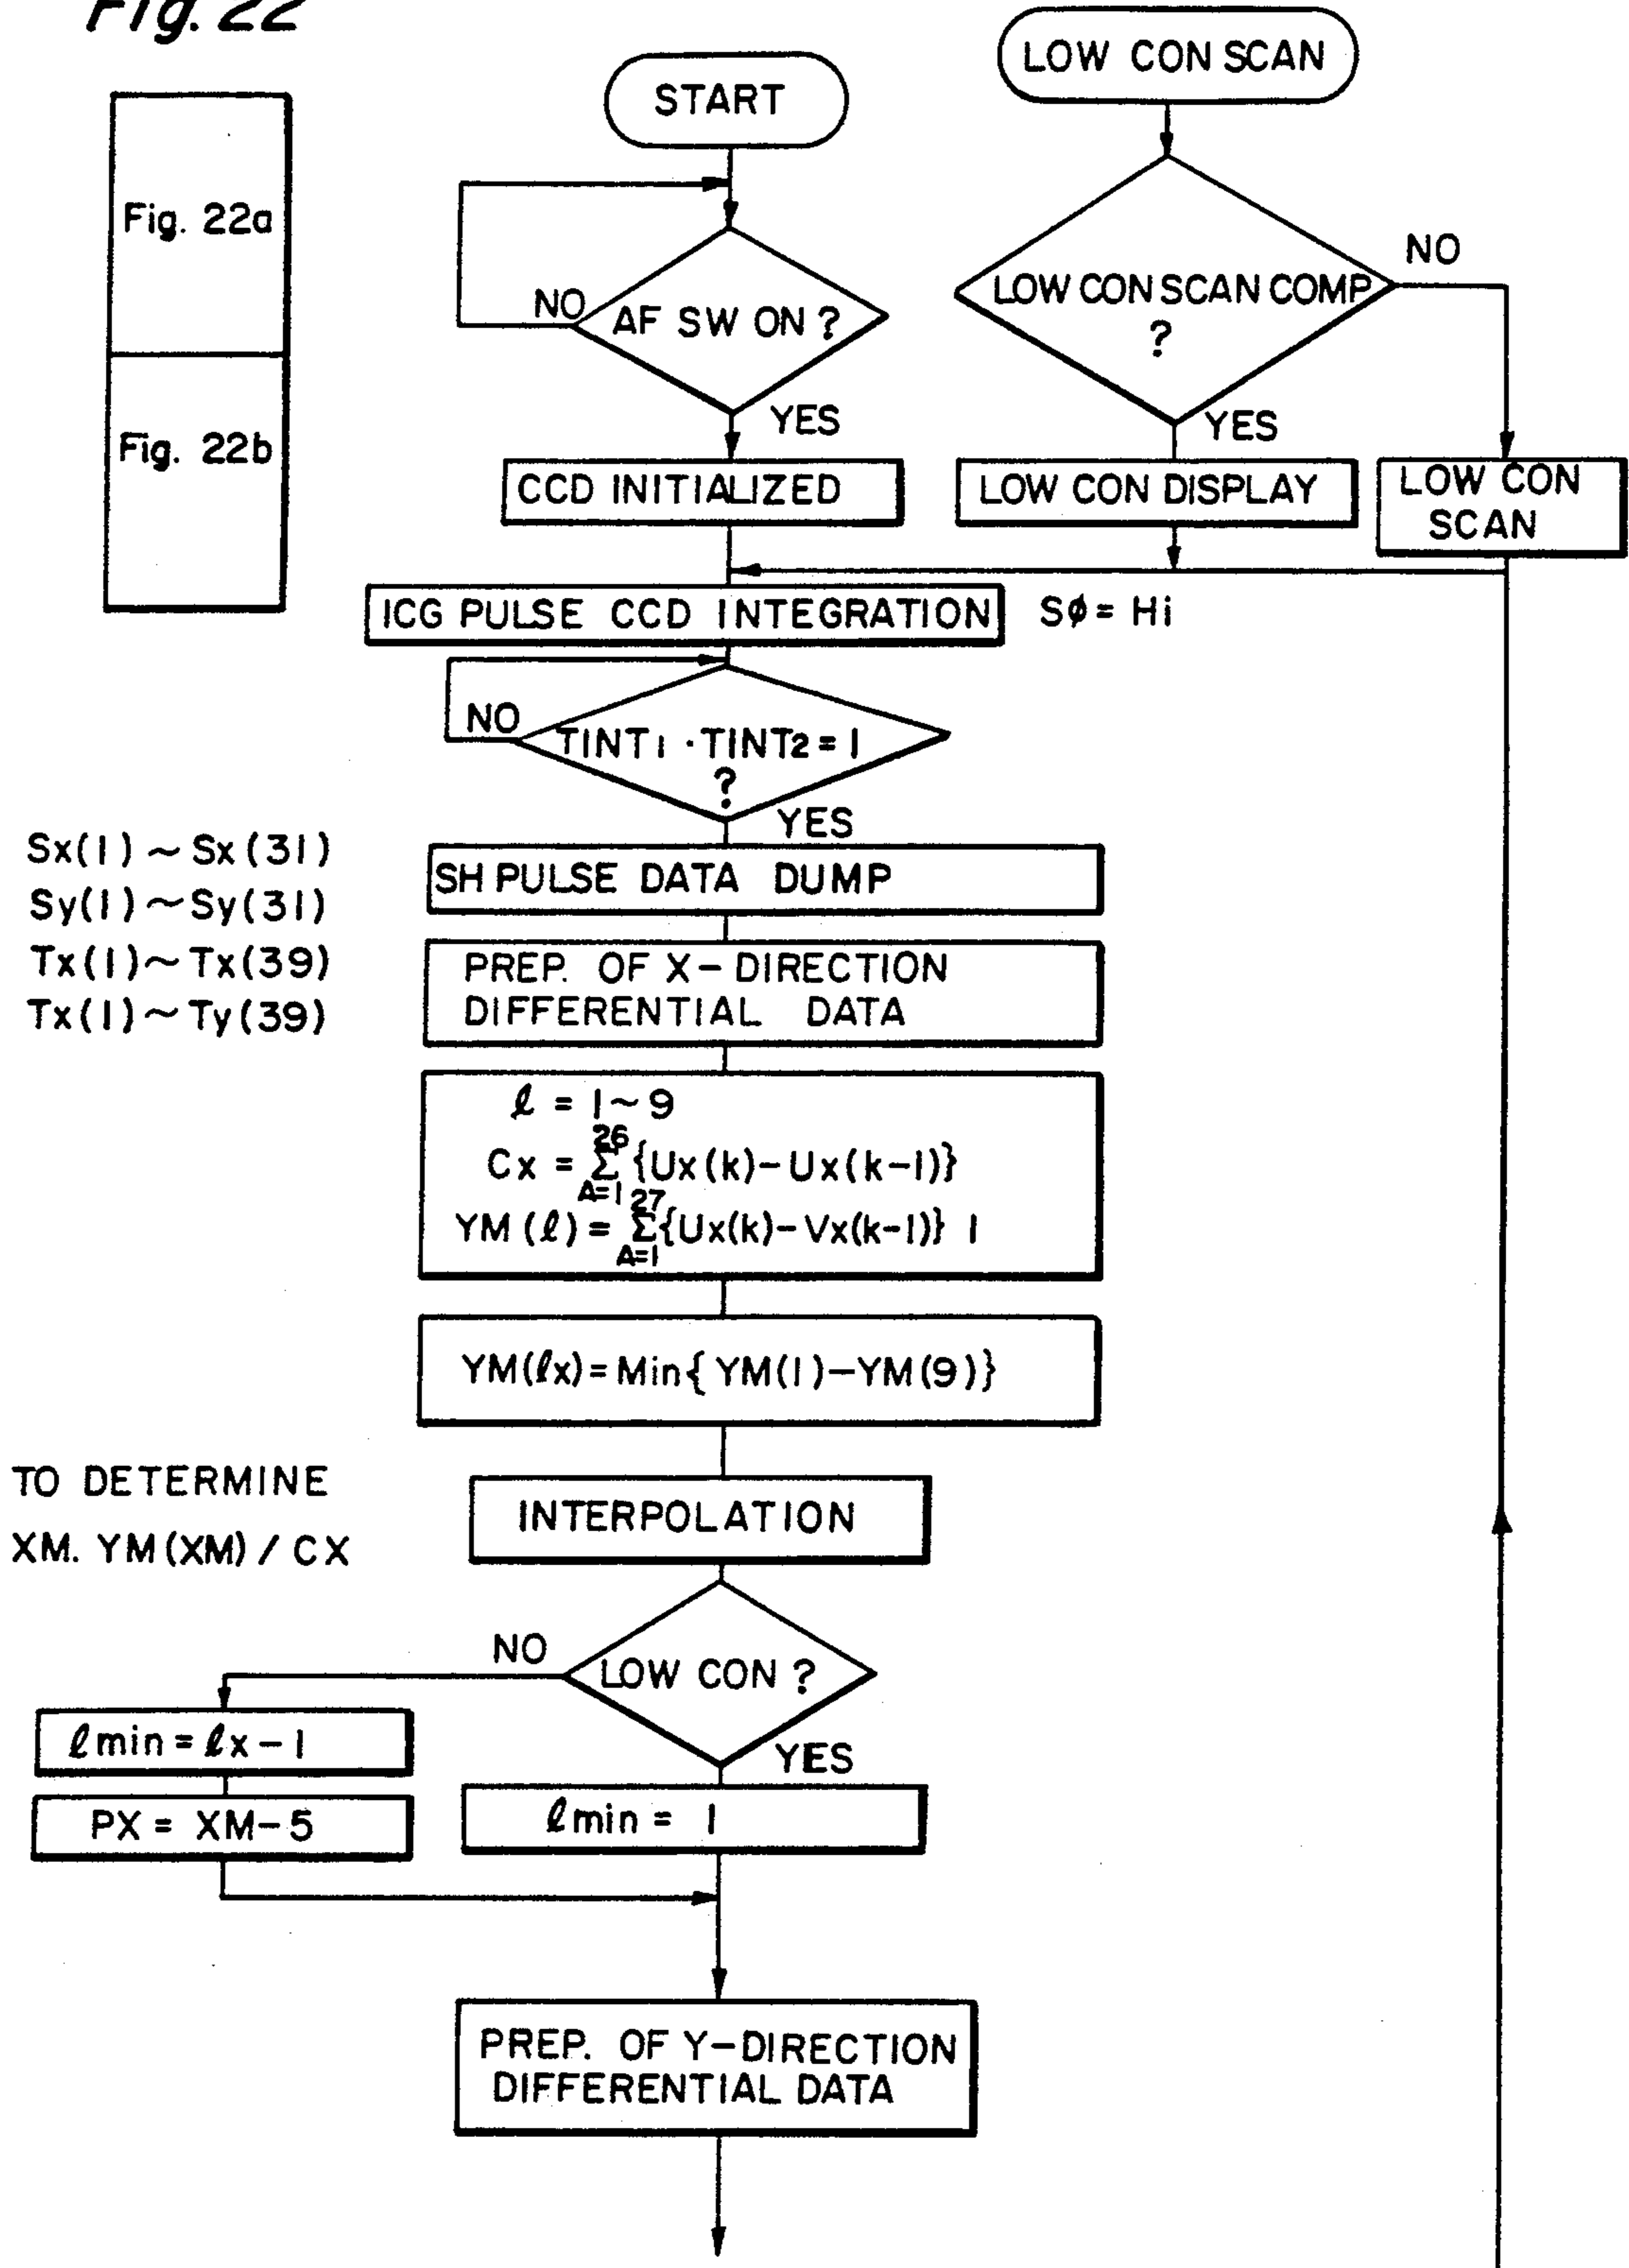 Fig. 22
Fig. 22a
Fig. 22b
START
AF SW ON ?
NO
YES
CCD INITIALIZED
LOW CON SCAN
LOW CON SCAN COMP
?
NO
YES
LOW CON DISPLAY
LOW CON
SCAN
ICG PULSE CCD INTEGRATION
Sφ = Hi
NO
TINT1 · TINT2 = 1
?
YES
Sx(1) ~ Sx(31)
Sy(1) ~ Sy(31)
Tx(1) ~ Tx(39)
Tx(1) ~ Ty(39)
SH PULSE DATA DUMP
PREP. OF X-DIRECTION
DIFFERENTIAL DATA
ℓ = 1 ~ 9
26
Cx = Σ {Ux(k) - Ux(k-1)}
A=1
27
YM(ℓ) = Σ {Ux(k) - Vx(k-1)} 1
A=1
YM(ℓx) = Min{ YM(1) - YM(9)}
TO DETERMINE
XM. YM(XM) / CX
INTERPOLATION
LOW CON ?
NO
YES
ℓmin = ℓx - 1
PX = XM - 5
ℓmin = 1
PREP. OF Y-DIRECTION
DIFFERENTIAL DATA